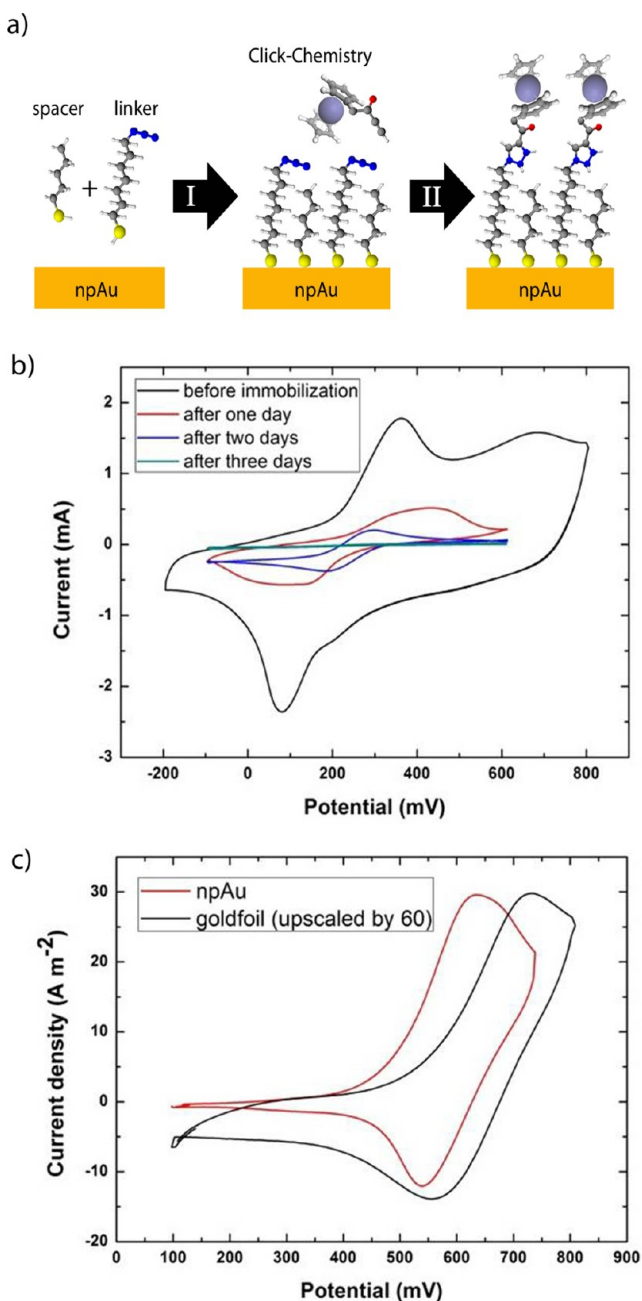 a)
Click-Chemistry
spacer
linker
+
I
II
npAu
npAu
npAu
b)
before immobilization
after one day
after two days
after three days
2
1
0
-1
-2
-3
Current (mA)
-200
0
200
400
600
800
Potential (mV)
c)
npAu
goldfoil (upscaled by 60)
30
20
10
0
-10
-20
Current density (A m⁻²)
0
100
200
300
400
500
600
700
800
900
Potential (mV)